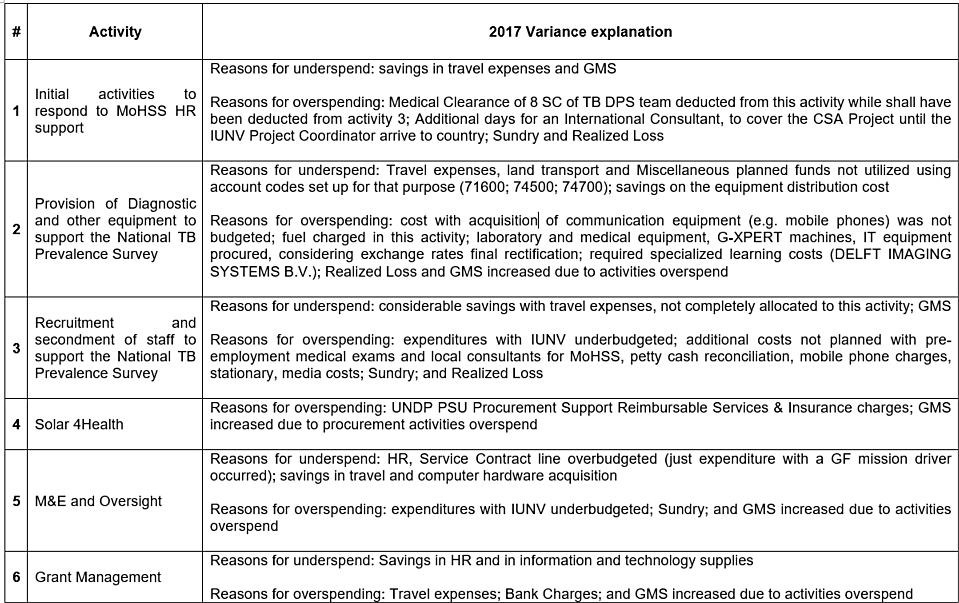 # Activity 2017 Variance explanation
1
Initial activities to
respond to MoHSS HR
support
Reasons for underspend: savings in travel expenses and GMS
Reasons for overspending: Medical Clearance of 8 SC of TB DPS team deducted from this activity while shall have
been deducted from activity 3; Additional days for an International Consultant, to cover the CSA Project until the
IUNV Project Coordinator arrive to country; Sundry and Realized Loss
2
Provision of Diagnostic
and other equipment to
support the National TB
Prevalence Survey
Reasons for underspend: Travel expenses, land transport and Miscellaneous planned funds not utilized using
account codes set up for that purpose (71600; 74500; 74700); savings on the equipment distribution cost
Reasons for overspending: cost with acquisition of communication equipment (e.g. mobile phones) was not
budgeted; fuel charged in this activity; laboratory and medical equipment, G-XPERT machines, IT equipment
procured, considering exchange rates final rectification; required specialized learning costs (DELFT IMAGING
SYSTEMS B.V.); Realized Loss and GMS increased due to activities overspend
3
Recruitment and
secondment of staff to
support the National TB
Prevalence Survey
Reasons for underspend: considerable savings with travel expenses, not completely allocated to this activity; GMS
Reasons for overspending: expenditures with IUNV underbudgeted; additional costs not planned with pre-
employment medical exams and local consultants for MoHSS, petty cash reconciliation, mobile phone charges,
stationary, media costs; Sundry; and Realized Loss
4
Solar 4Health
Reasons for overspending: UNDP PSU Procurement Support Reimbursable Services & Insurance charges; GMS
increased due to procurement activities overspend
5
M&E and Oversight
Reasons for underspend: HR, Service Contract line overbudgeted (just expenditure with a GF mission driver
occurred); savings in travel and computer hardware acquisition
Reasons for overspending: expenditures with IUNV underbudgeted; Sundry; and GMS increased due to activities
overspend
6
Grant Management
Reasons for underspend: Savings in HR and in information and technology supplies
Reasons for overspending: Travel expenses; Bank Charges; and GMS increased due to activities overspend